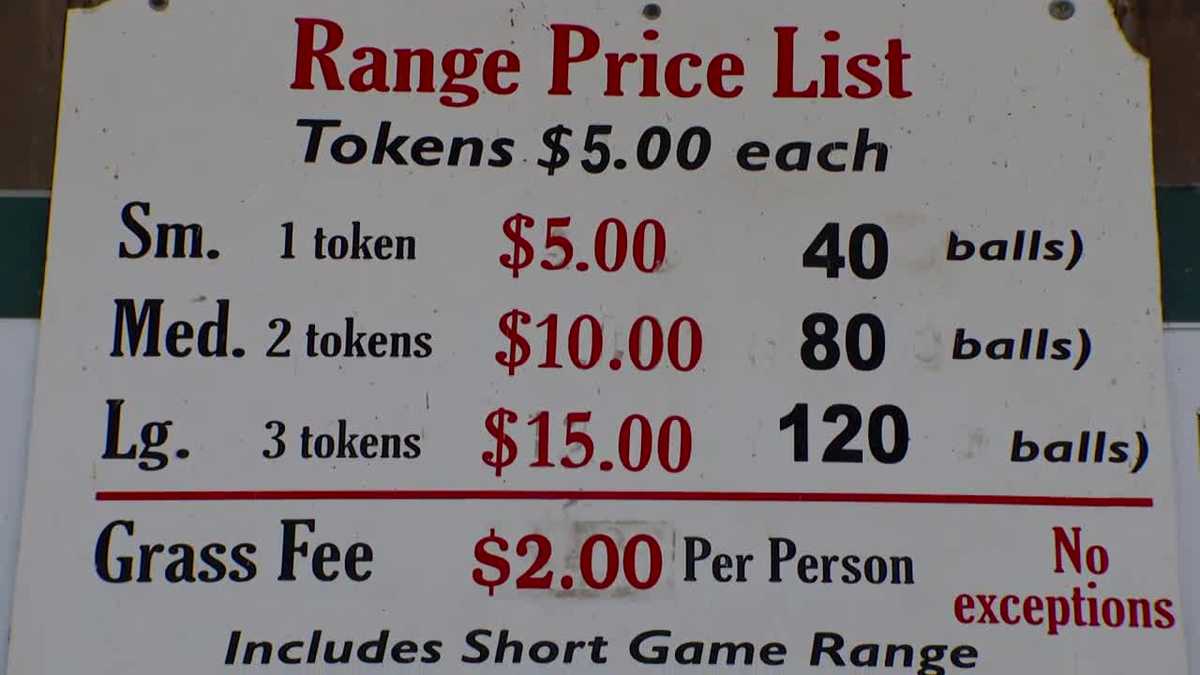 Range Price List
Tokens $5.00 each
Sm. 1 token $5.00 40 balls)
Med. 2 tokens $10.00 80 balls)
Lg. 3 tokens $15.00 120 balls)
Grass Fee $2.00 Per Person No exceptions
Includes Short Game Range